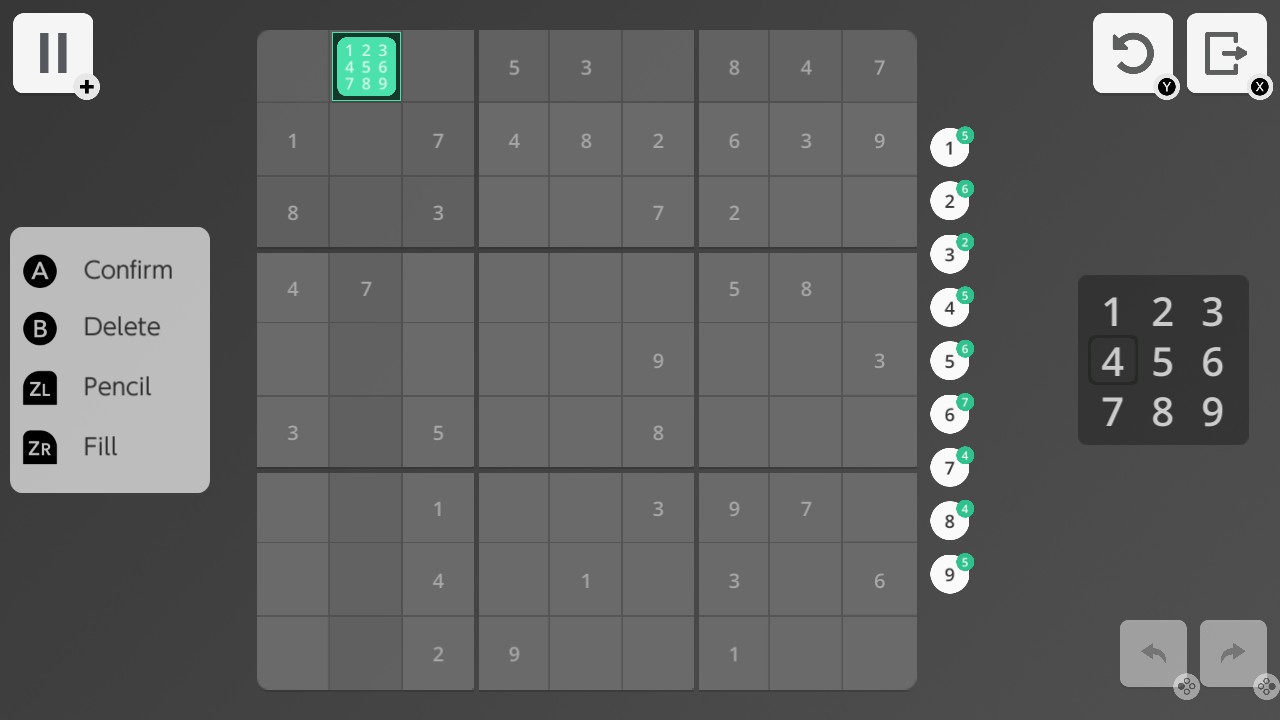 1 2 3
4 5 6
7 8 9
5 3 8 4 7
1 7 4 8 2 6 3 9
8 3 7 2
4 7 5 8
9 3
3 5 8
1 3 9 7
4 1 3 6
2 9 1
+
A Confirm
B Delete
ZL Pencil
ZR Fill
Y
X
1 5
2 6
3 2
4 5
5 6
6 7
7 4
8 4
9 5
1 2 3
4 5 6
7 8 9